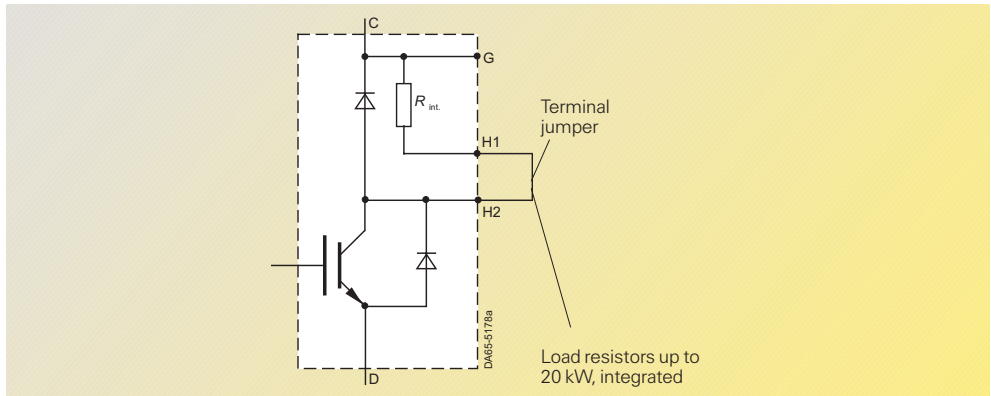 C
G
R int.
H1
Terminal
jumper
H2
DA65-5178a
Load resistors up to
20 kW, integrated
D